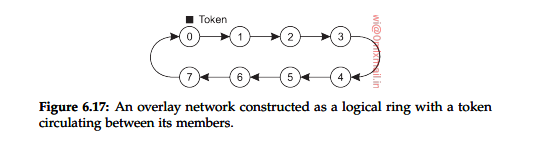 Token
0 1 2 3
7 6 5 4
Figure 6.17: An overlay network constructed as a logical ring with a token
circulating between its members.